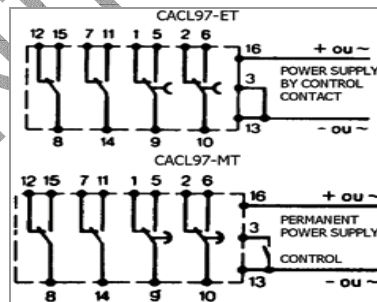 CACL97-ET
12 15 7 11 1 5 2 6
16 + ou ~
3 POWER SUPPLY
BY CONTROL
CONTACT
13 - ou ~
8 14 9 10
CACL97-MT
12 15 7 11 1 5 2 6
16 + ou ~
3 PERMANENT
POWER SUPPLY
CONTROL
13 - ou ~
8 14 9 10